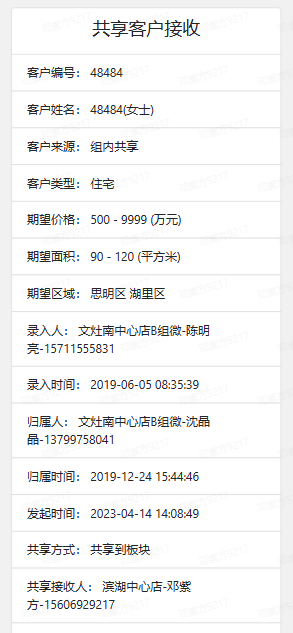 共享客户接收
客户编号： 48484
客户姓名： 48484(女士)
客户来源： 组内共享
客户类型： 住宅
期望价格： 500 - 9999 (万元)
期望面积： 90 - 120 (平方米)
期望区域： 思明区 湖里区
录入人： 文灶南中心店B组微-陈明
亮-15711555831
录入时间： 2019-06-05 08:35:39
归属人： 文灶南中心店B组微-沈晶
晶-13799758041
归属时间： 2019-12-24 15:44:46
发起时间： 2023-04-14 14:08:49
共享方式： 共享到板块
共享接收人： 滨湖中心店-邓紫
方-15606929217